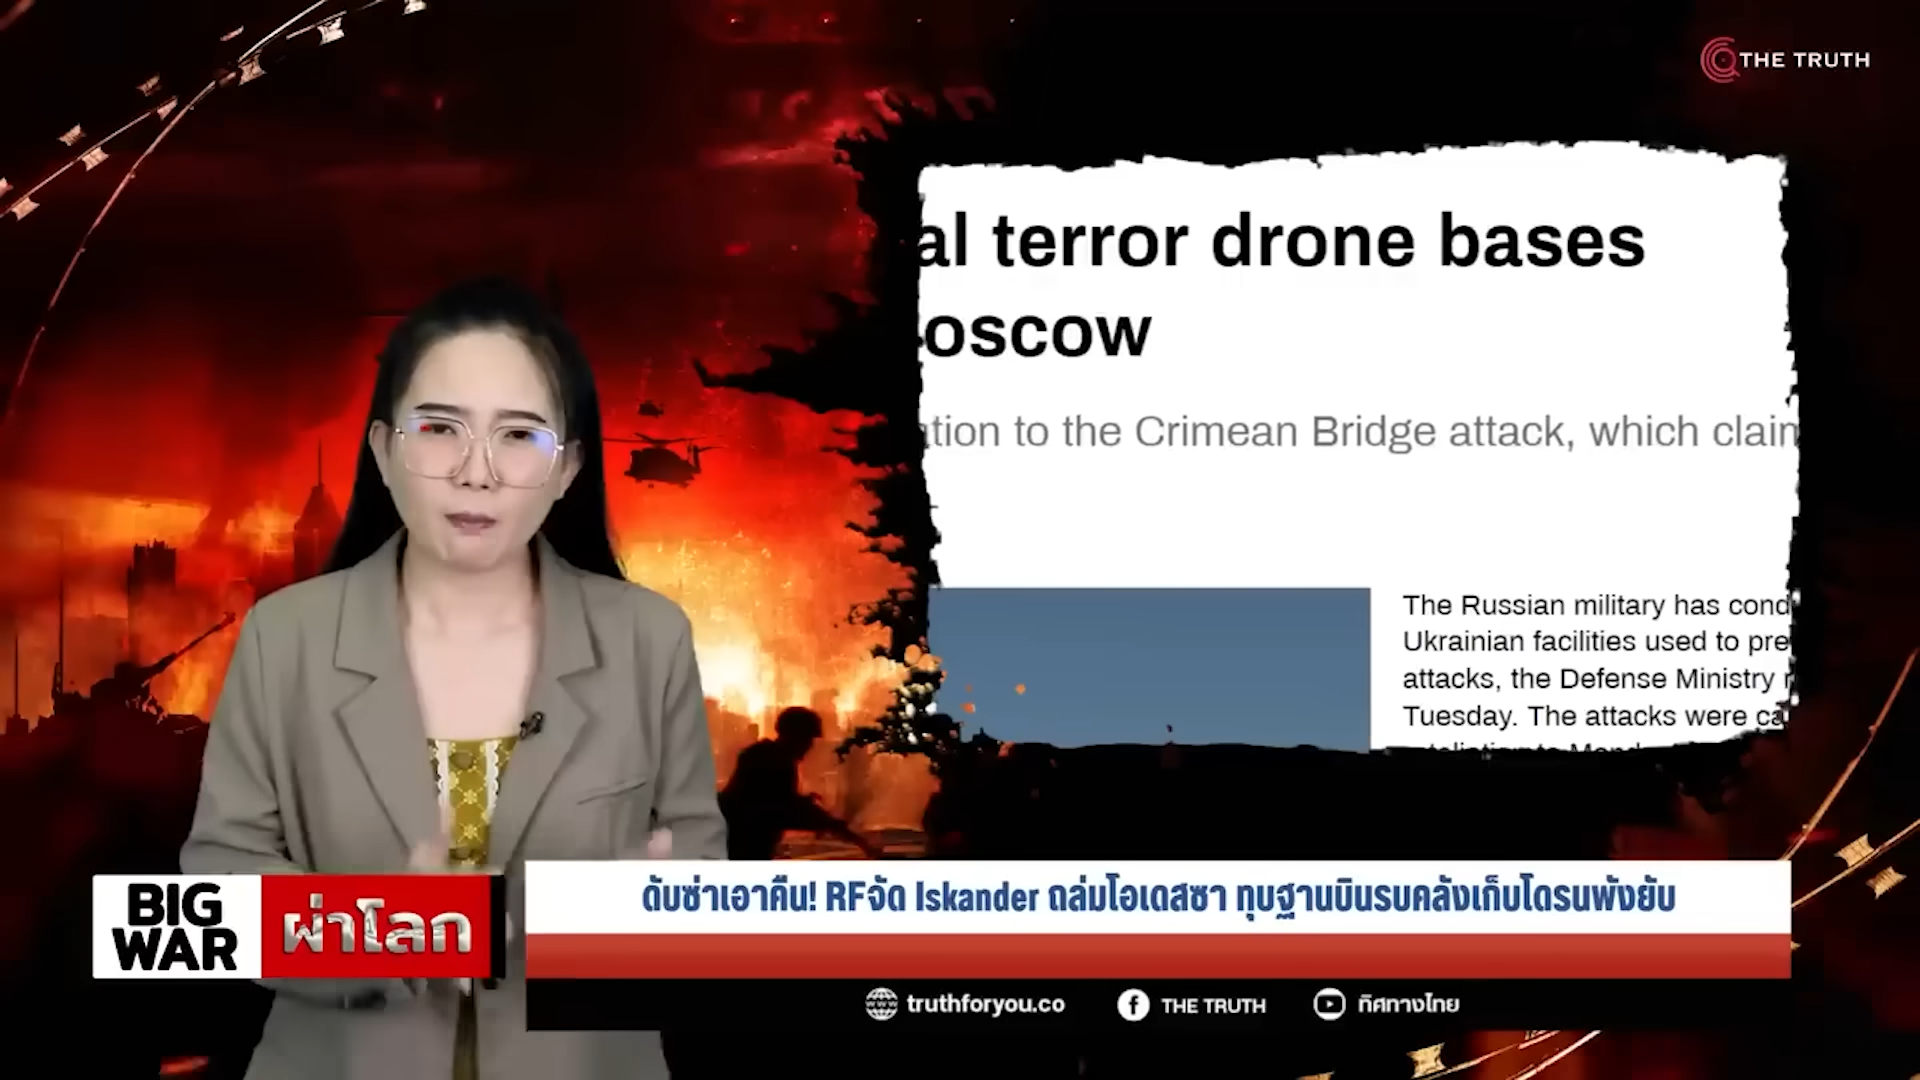 THE TRUTH
al terror drone bases
oscow
ation to the Crimean Bridge attack, which claim
The Russian military has cond
Ukrainian facilities used to pre
attacks, the Defense Ministry r
Tuesday. The attacks were ca
BIG
WAR
ผ่าโลก
ดับซ่าเอาคืน! RFจัด Iskander ถล่มโอเดสซา ทุบฐานบินรบคลังเก็บโดรนพังยับ
truthforyou.co
THE TRUTH
ทิศทางไทย